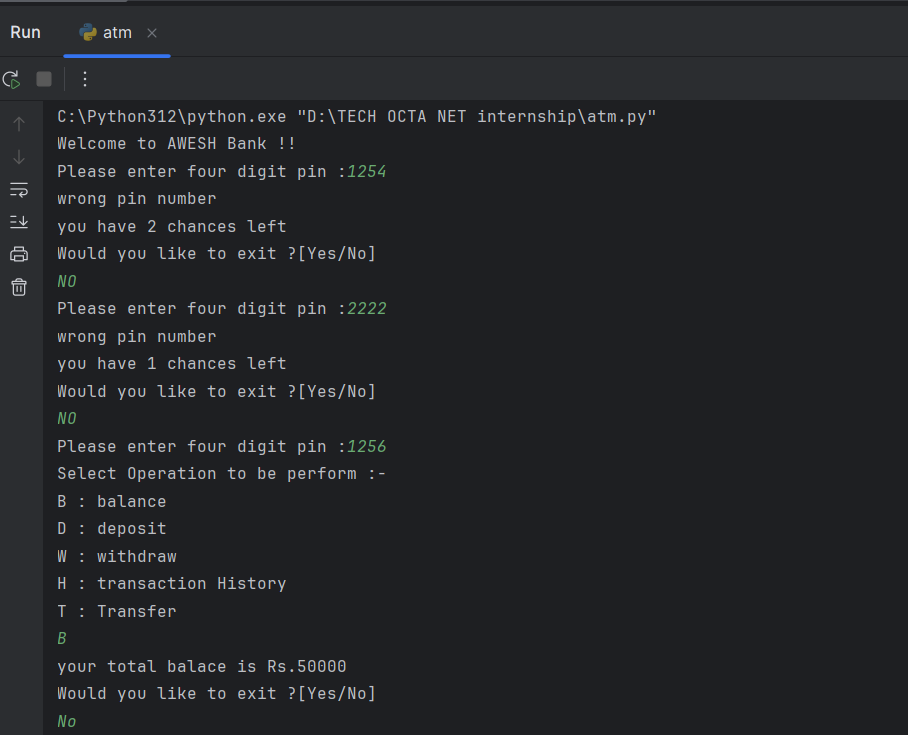 Run atm
C:\Python312\python.exe "D:\TECH OCTA NET internship\atm.py"
Welcome to AWESH Bank !!
Please enter four digit pin :1254
wrong pin number
you have 2 chances left
Would you like to exit ?[Yes/No]
NO
Please enter four digit pin :2222
wrong pin number
you have 1 chances left
Would you like to exit ?[Yes/No]
NO
Please enter four digit pin :1256
Select Operation to be perform :-
B : balance
D : deposit
W : withdraw
H : transaction History
T : Transfer
B
your total balace is Rs.50000
Would you like to exit ?[Yes/No]
No